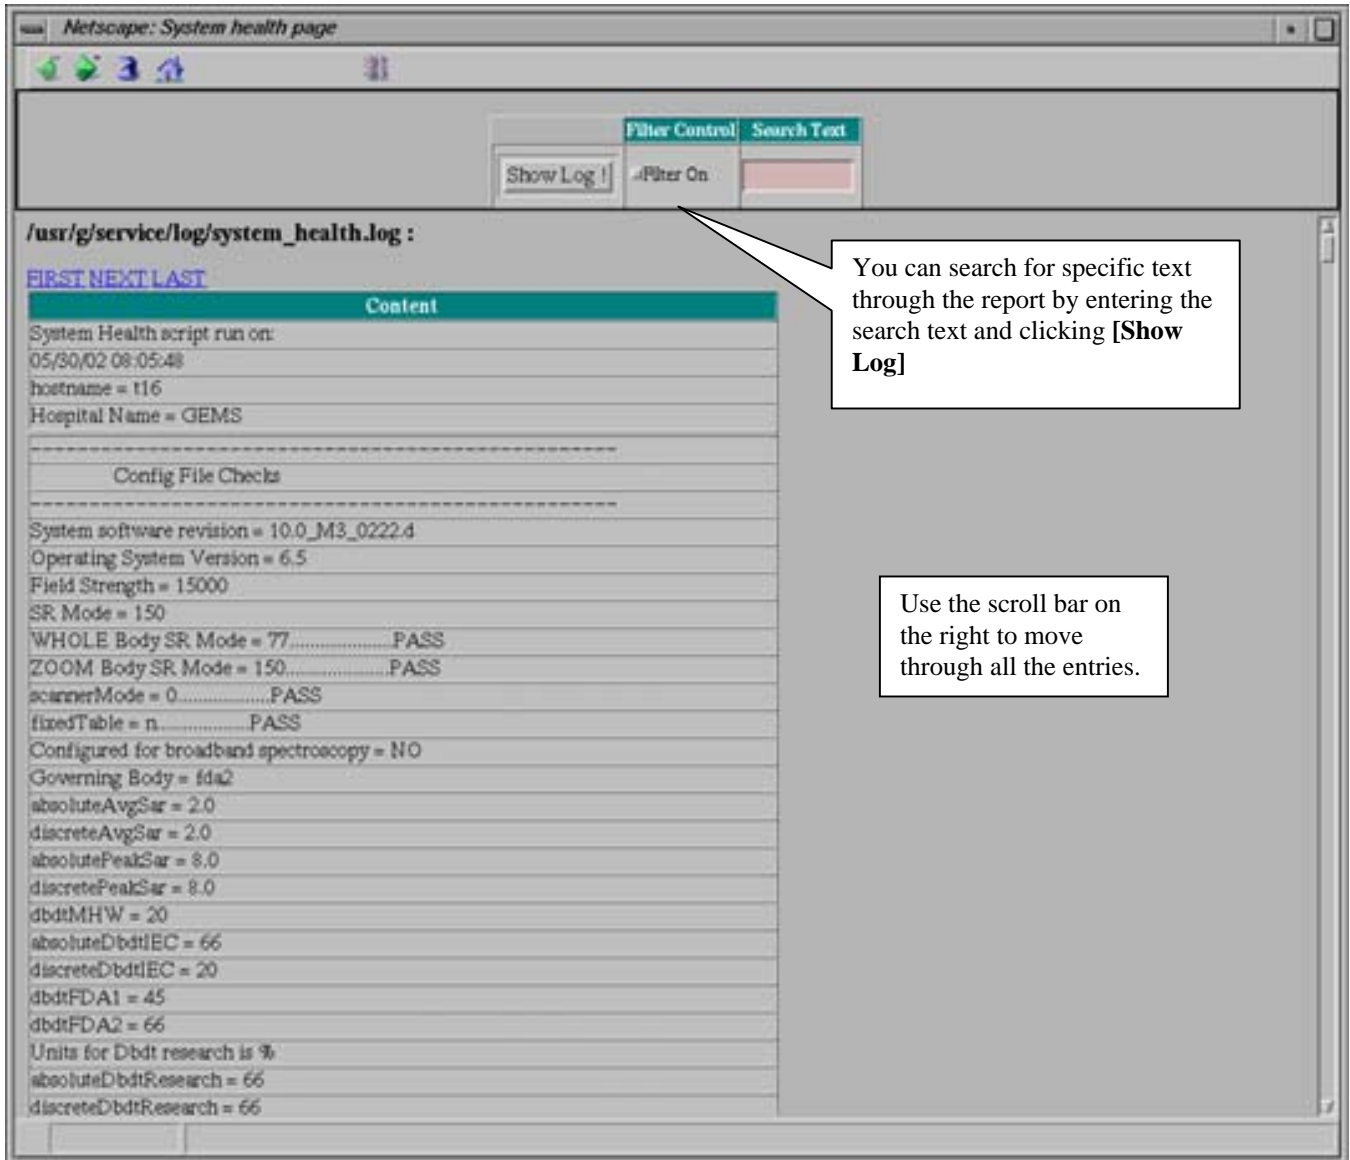 Netscape: System health page
Filter Control Search Text
Show Log ! Filter On
/usr/g/service/log/system_health.log :
You can search for specific text
through the report by entering the
search text and clicking [Show
Log]
FIRST NEXT LAST
Content
System Health script run on:
05/30/02 08:05:48
hostname = t16
Hospital Name = GEMS
--------------------------------------------------
Config File Checks
--------------------------------------------------
System software revision = 10.0_M3_0222.d
Operating System Version = 6.5
Field Strength = 15000
SR Mode = 150
WHOLE Body SR Mode = 77....................PASS
ZOOM Body SR Mode = 150....................PASS
scannerMode = 0..................PASS
fixedTable = n..................PASS
Use the scroll bar on
the right to move
through all the entries.
Configured for broadband spectroscopy = NO
Governing Body = fda2
absoluteAvgSar = 2.0
discreteAvgSar = 2.0
absolutePeakSar = 8.0
discretePeakSar = 8.0
dbdtMHW = 20
absoluteDbdtIEC = 66
discreteDbdtIEC = 20
dbdtFDA1 = 45
dbdtFDA2 = 66
Units for Dbdt research is %
absoluteDbdtResearch = 66
discreteDbdtResearch = 66